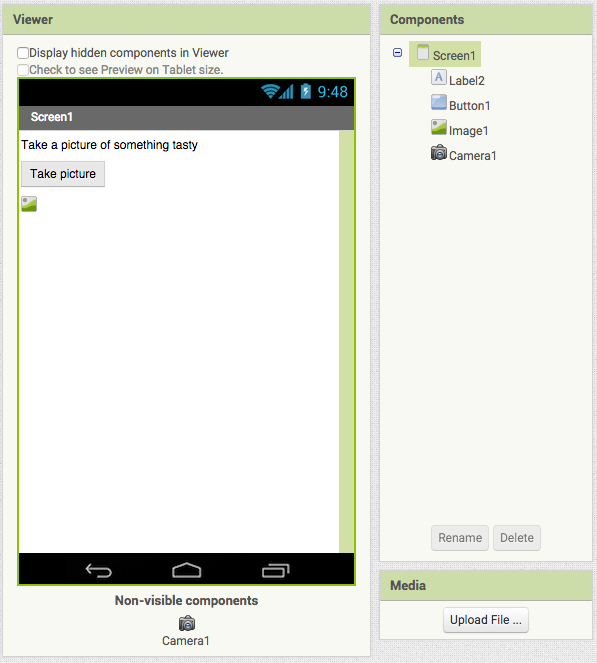 Viewer
Display hidden components in Viewer
Check to see Preview on Tablet size.
9:48
Screen1
Take a picture of something tasty
Take picture
Non-visible components
Camera1
Components
Screen1
A Label2
Button1
Image1
Camera1
Rename Delete
Media
Upload File ...